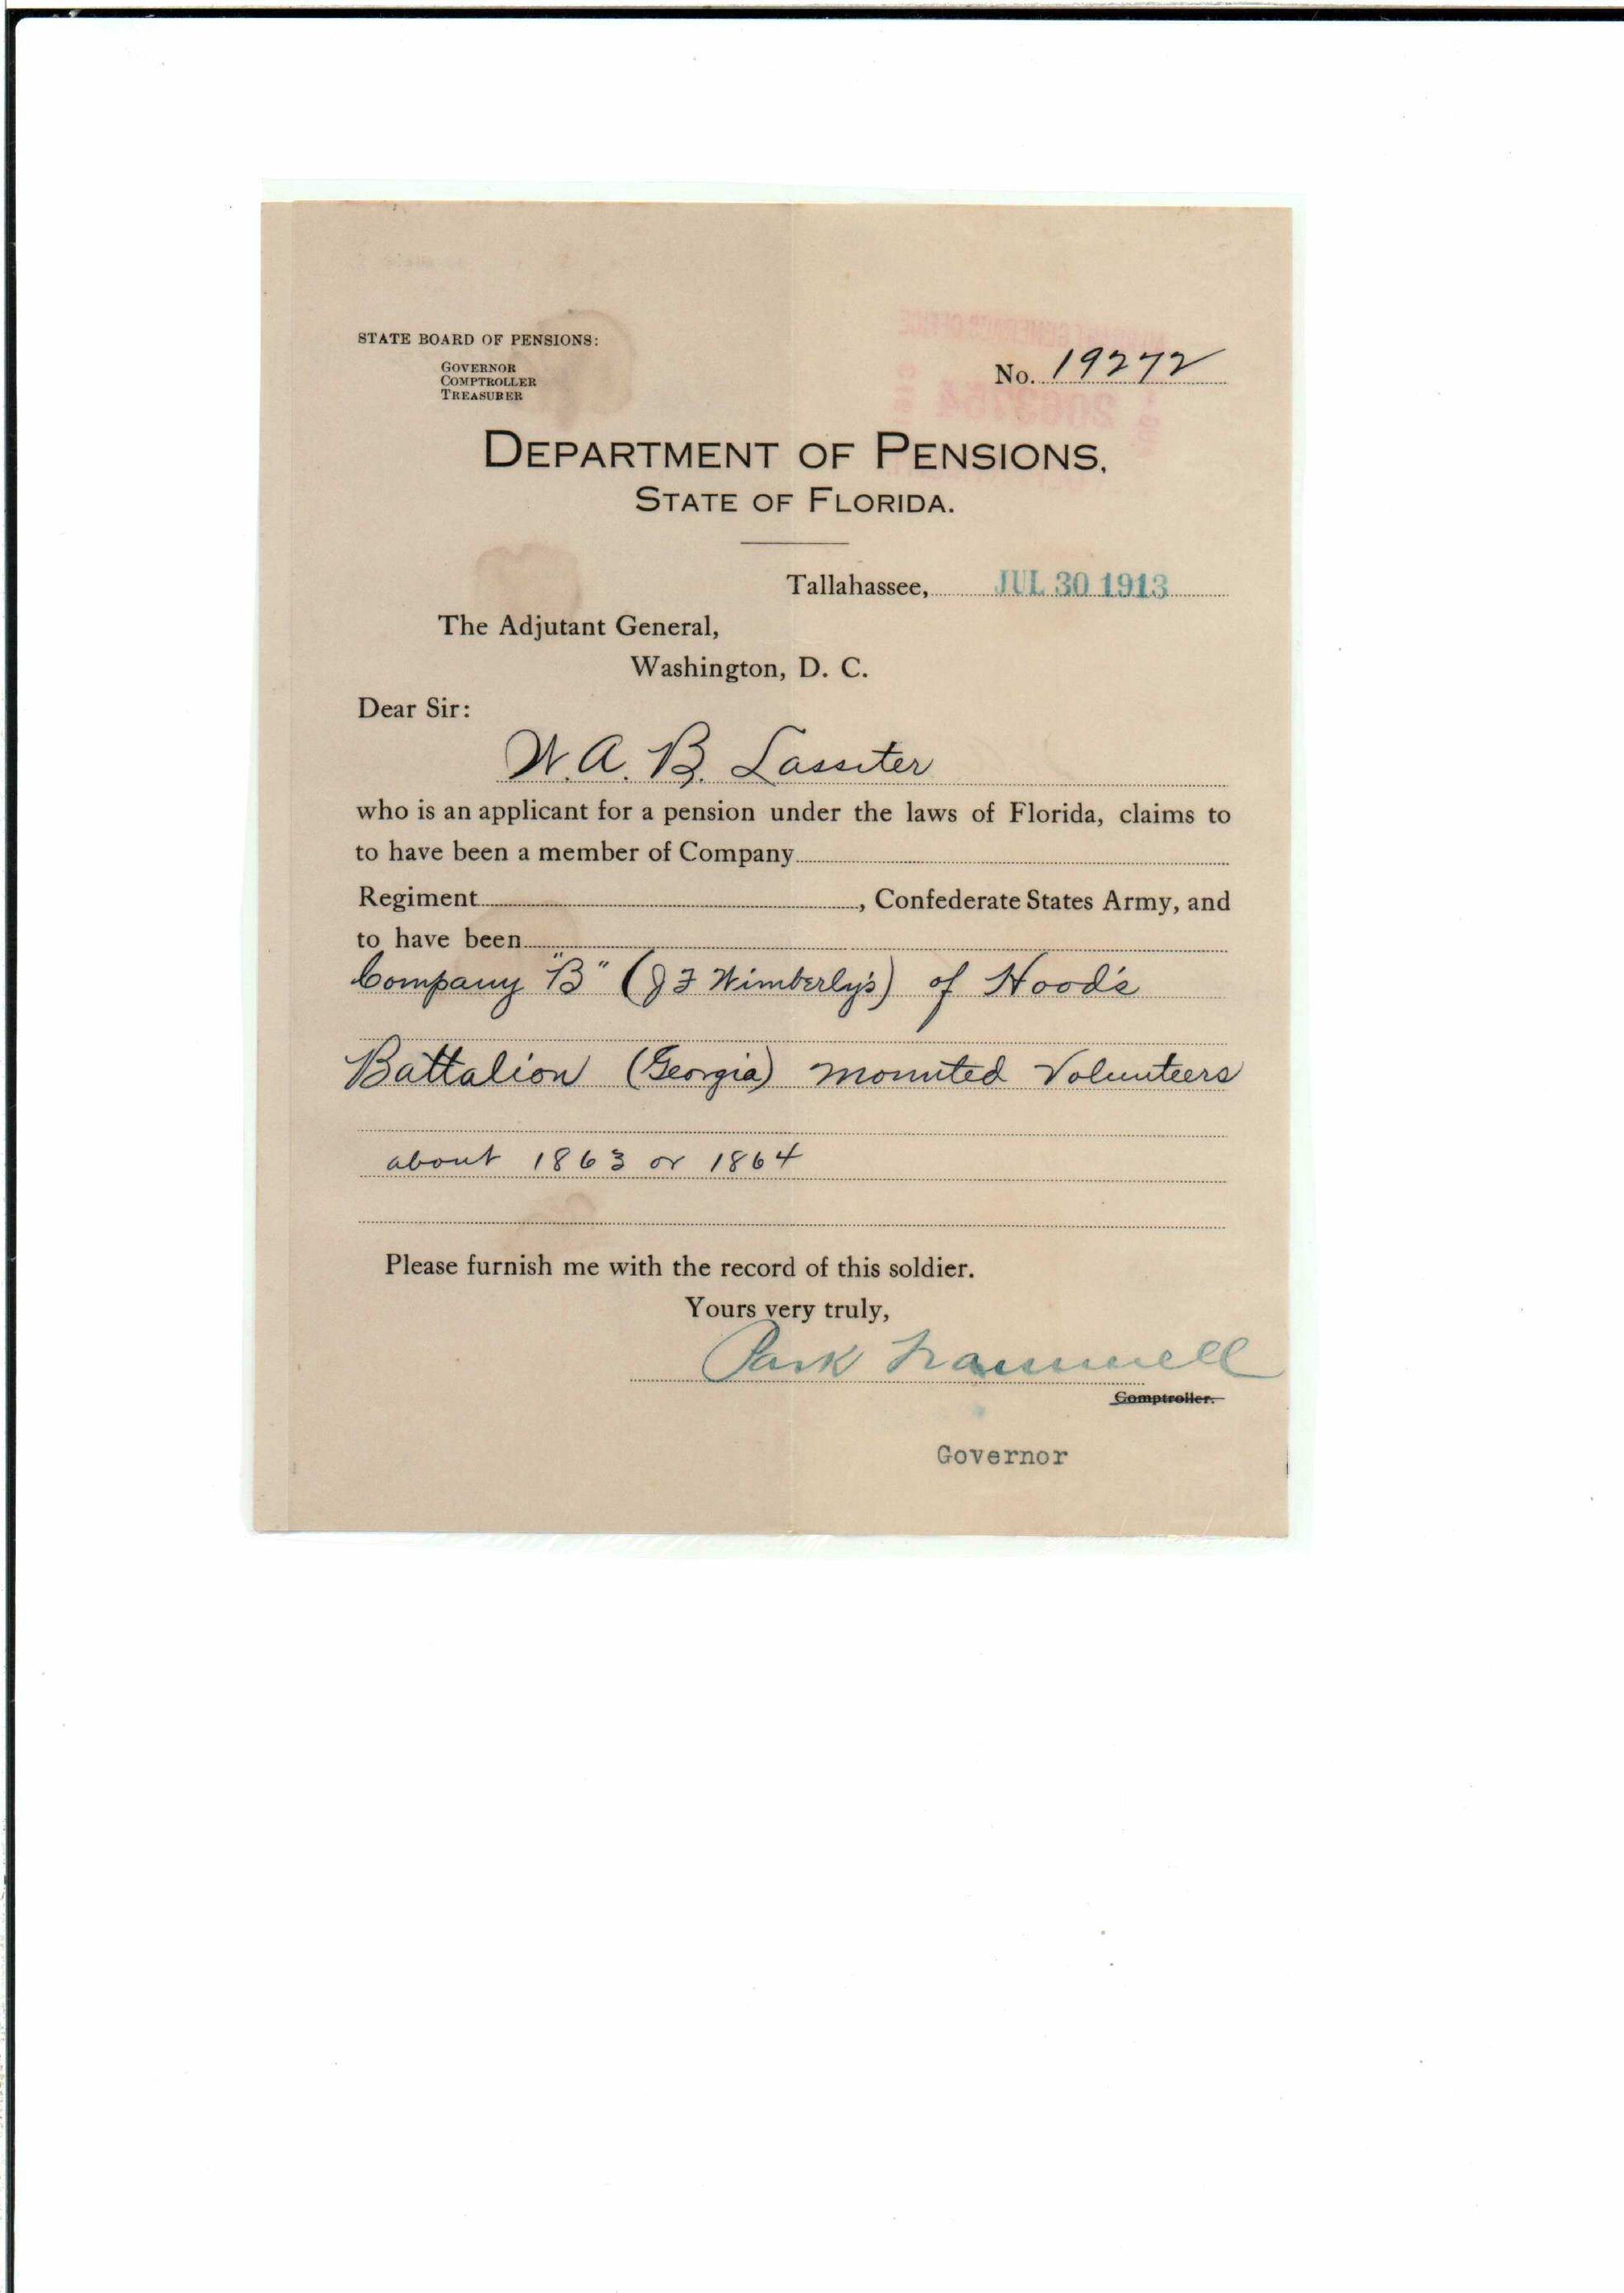 STATE BOARD OF PENSIONS:
GOVERNOR
COMPTROLLER
TREASURER
No. 19272
DEPARTMENT OF PENSIONS,
STATE OF FLORIDA.
Tallahassee, JUL 30 1913
The Adjutant General,
Washington, D. C.
Dear Sir:
W. A. B. Lassiter
who is an applicant for a pension under the laws of Florida, claims to
to have been a member of Company
Regiment , Confederate States Army, and
to have been
Company "B" (J F Wimberly's) of Hood's
Battalion (Georgia) mounted Volunteers
about 1863 or 1864
Please furnish me with the record of this soldier.
Yours very truly,
Park Trammell
Comptroller.
Governor